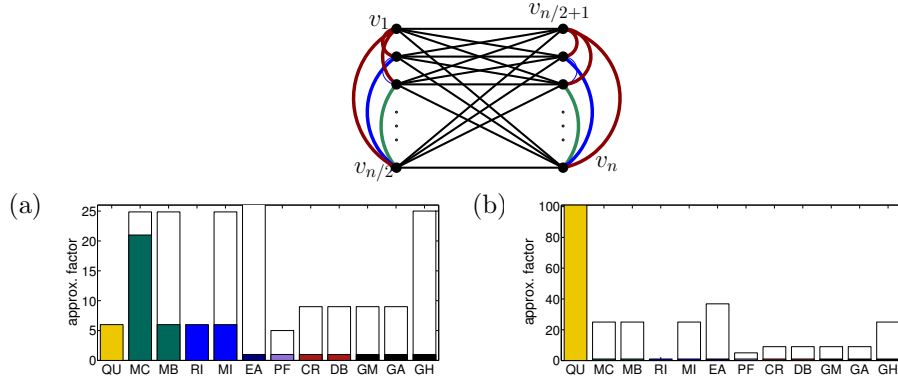 v1 vn/2+1
vn/2 vn
(a)
approx. factor
25
20
15
10
5
0
QU MC MB RI MI EA PF CR DB GM GA GH
(b)
approx. factor
100
80
60
40
20
0
QU MC MB RI MI EA PF CR DB GM GA GH